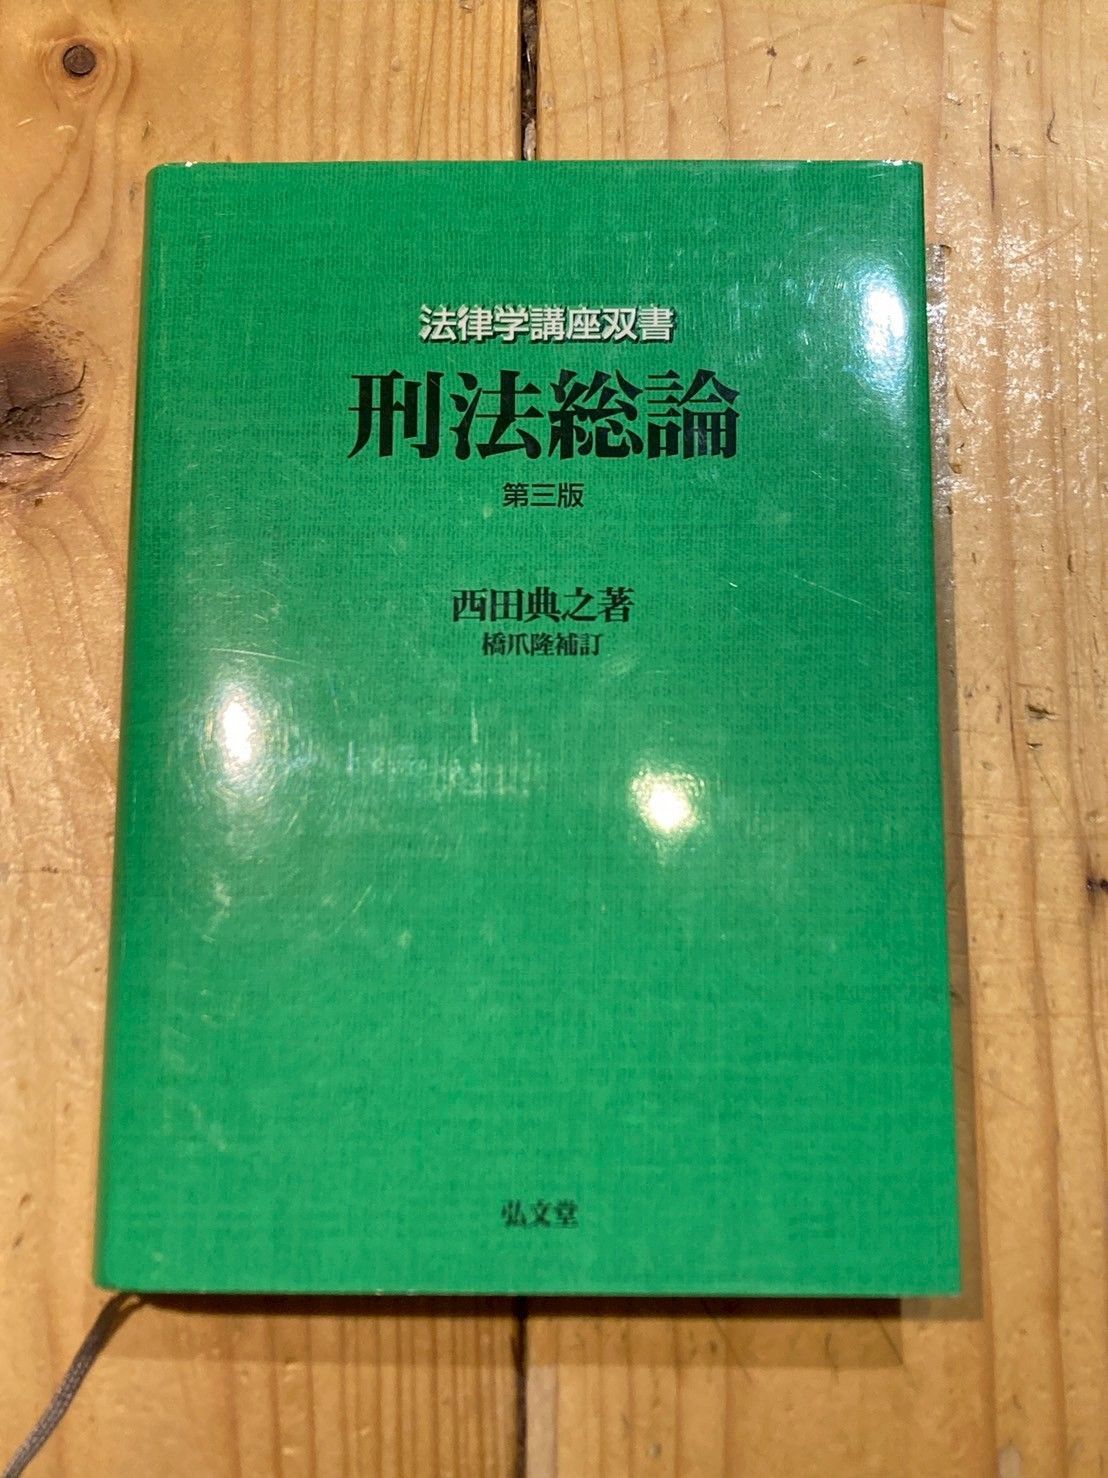 法律学講座双書
刑法総論
第三版
西田典之著
橋爪隆補訂
弘文堂